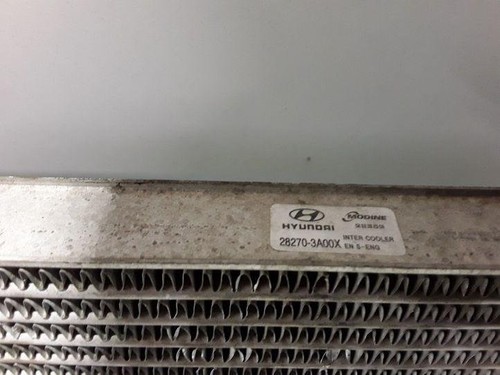 HYUNDAI
MODINE
28270-3A00X
INTER COOLER
EN S-ENG